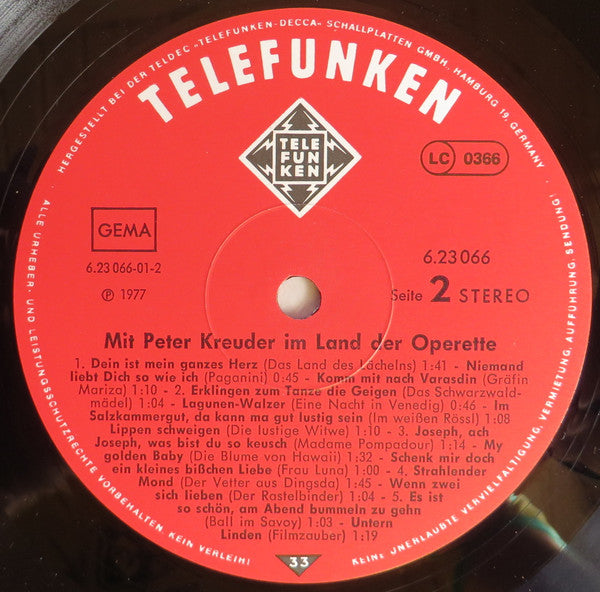 HERGESTELLT BEI DER TELDEC »TELEFUNKEN-DECCA« SCHALLPLATTEN GMBH, HAMBURG 19, GERMANY
TELEFUNKEN
TELE
FUN
KEN
LC 0366
GEMA
6.23066-01-2
Ⓟ 1977
6.23066
Seite 2 STEREO
Mit Peter Kreuder im Land der Operette
1. Dein ist mein ganzes Herz (Das Land des Lächelns) 1:41 - Niemand
liebt Dich so wie ich (Paganini) 0:45 - Komm mit nach Varasdin (Gräfin
Mariza) 1:10 - 2. Erklingen zum Tanze die Geigen (Das Schwarzwald-
mädel) 1:04 - Lagunen-Walzer (Eine Nacht in Venedig) 0:46 - Im
Salzkammergut, da kann ma gut lustig sein (Im weißen Rössl) 1:08
Lippen schweigen (Die lustige Witwe) 1:10 - 3. Joseph, ach
Joseph, was bist du so keusch (Madame Pompadour) 1:14 - My
golden Baby (Die Blume von Hawaii) 1:32 - Schenk mir doch
ein kleines bißchen Liebe (Frau Luna) 1:00 - 4. Strahlender
Mond (Der Vetter aus Dingsda) 1:45 - Wenn zwei
sich lieben (Der Rastelbinder) 1:04 - 5. Es ist
so schön, am Abend bummeln zu gehn
(Ball im Savoy) 1:03 - Untern
Linden (Filmzauber) 1:19
33
ALLE URHEBER- UND LEISTUNGSSCHUTZRECHTE VORBEHALTEN. KEIN VERLEIH!
KEINE UNERLAUBTE VERVIELFÄLTIGUNG, VERMIETUNG, AUFFÜHRUNG, SENDUNG!